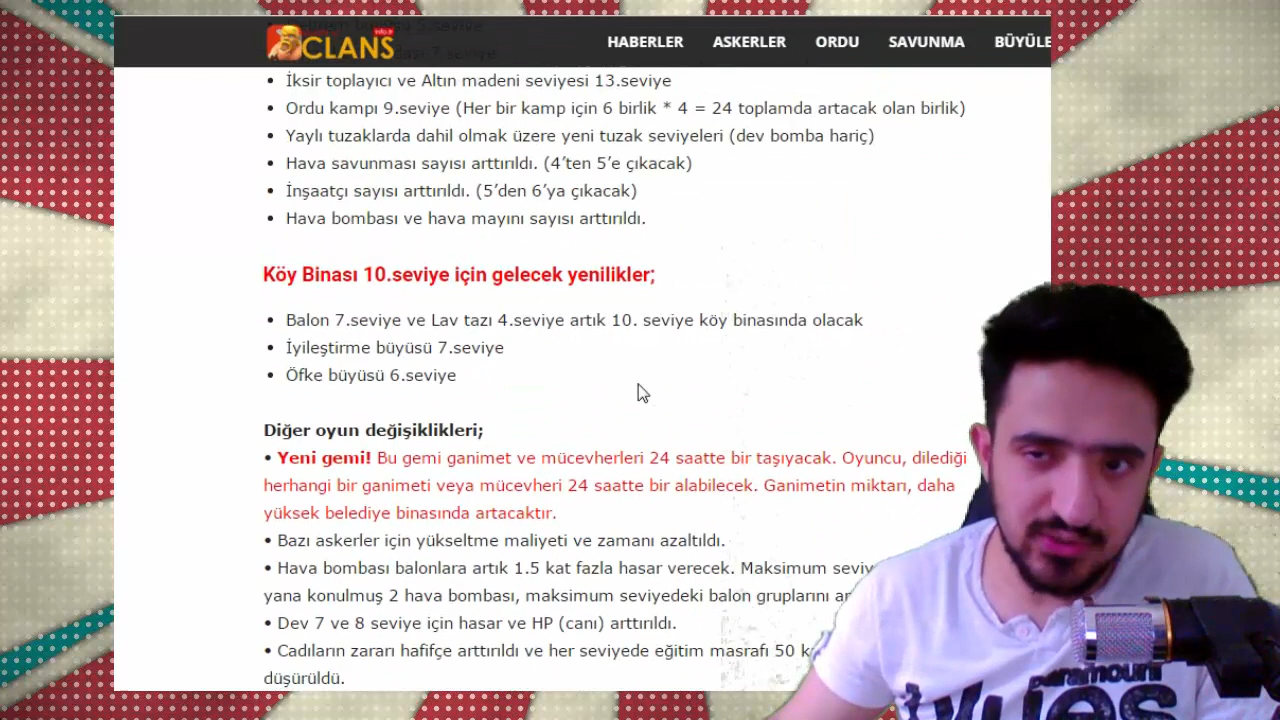 CLANS
info.tr
HABERLER ASKERLER ORDU SAVUNMA
7.seviye
İksir toplayıcı ve Altın madeni seviyesi 13.seviye
Ordu kampı 9.seviye (Her bir kamp için 6 birlik * 4 = 24 toplamda artacak olan birlik)
Yaylı tuzaklarda dahil olmak üzere yeni tuzak seviyeleri (dev bomba hariç)
Hava savunması sayısı arttırıldı. (4’ten 5’e çıkacak)
İnşaatçı sayısı arttırıldı. (5’den 6’ya çıkacak)
Hava bombası ve hava mayını sayısı arttırıldı.
Köy Binası 10.seviye için gelecek yenilikler;
Balon 7.seviye ve Lav tazı 4.seviye artık 10. seviye köy binasında olacak
İyileştirme büyüsü 7.seviye
Öfke büyüsü 6.seviye
Diğer oyun değişiklikleri;
• Yeni gemi! Bu gemi ganimet ve mücevherleri 24 saatte bir taşıyacak. Oyuncu, dilediği
herhangi bir ganimeti veya mücevheri 24 saatte bir alabilecek. Ganimetin miktarı, daha
yüksek belediye binasında artacaktır.
• Bazı askerler için yükseltme maliyeti ve zamanı azaltıldı.
• Hava bombası balonlara artık 1.5 kat fazla hasar verecek. Maksimum
yana konulmuş 2 hava bombası, maksimum seviyedeki balon gruplarını
• Dev 7 ve 8 seviye için hasar ve HP (canı) arttırıldı.
• Cadıların zararı hafifçe arttırıldı ve her seviyede eğitim masrafı 50
düşürüldü.
paramount